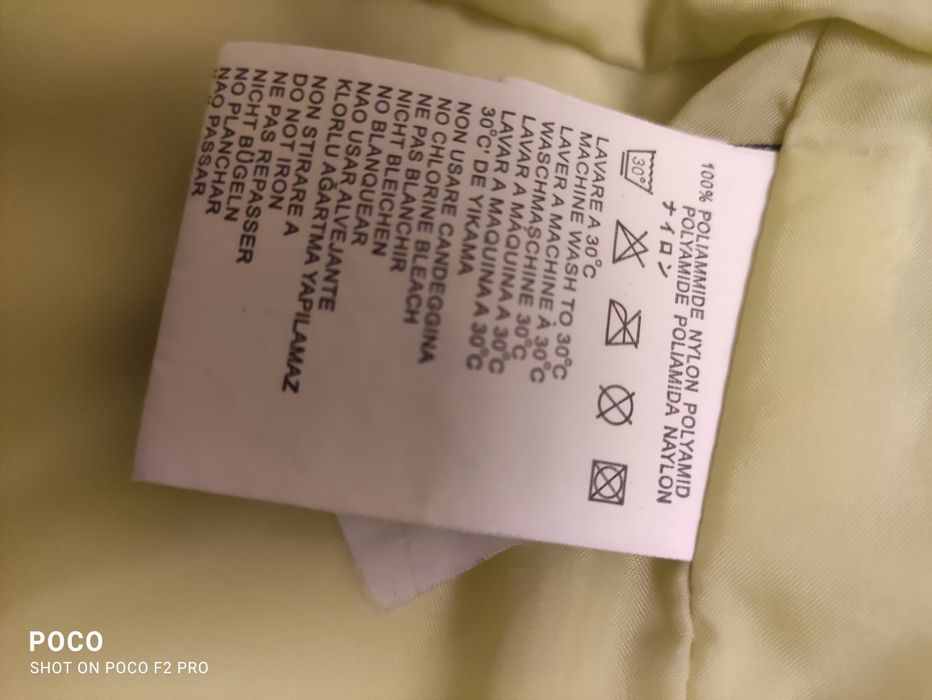 100% POLIAMMIDE NYLON POLYAMID
POLYAMIDE POLIAMIDA NAYLON
ナイロン
30°
LAVARE A 30°C
MACHINE WASH TO 30°C
LAVER A MACHINE À 30°C
WASCHMASCHINE 30°C
LAVAR A MÁQUINA A 30°C
LAVAR A MAQUINA A 30°C
30°C' DE YIKAMA
NON USARE CANDEGGINA
NO CHLORINE BLEACH
NE PAS BLANCHIR
NICHT BLEICHEN
NO BLANQUEAR
NAO USAR ALVEJANTE
KLORLU AĞARTMA YAPILAMAZ
NON STIRARE A
DO NOT IRON
NE PAS REPASSER
NICHT BÜGELN
NO PLANCHAR
NAO PASSAR
POCO
SHOT ON POCO F2 PRO